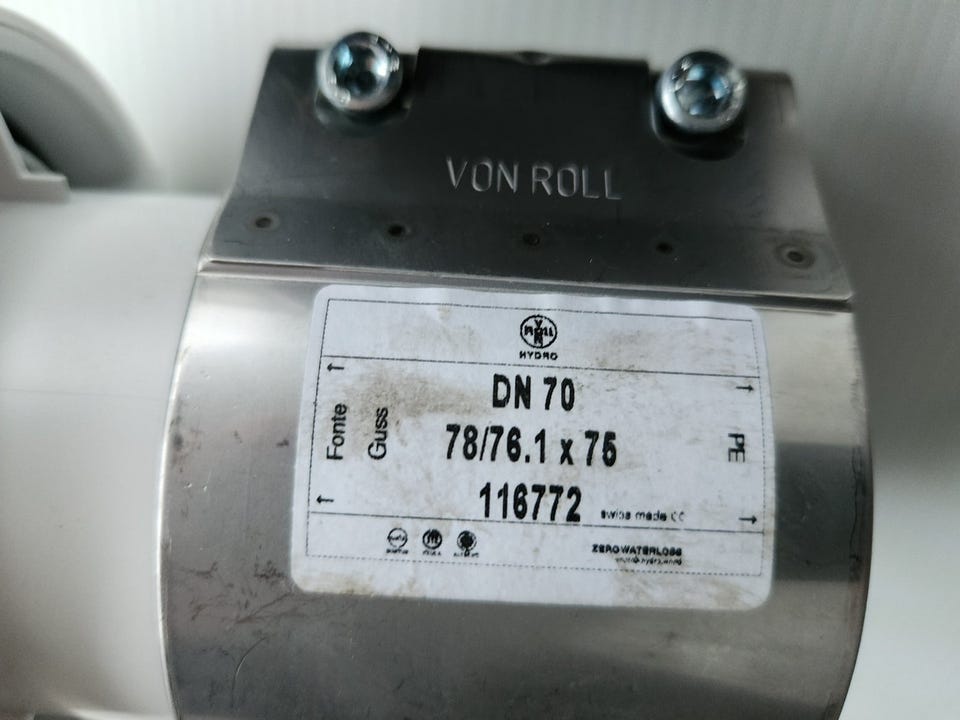 VON ROLL
HYDRO
DN 70
Fonte
Guss
78/76.1 x 75
PE
116772
swiss made
ZEROWATERLOSS